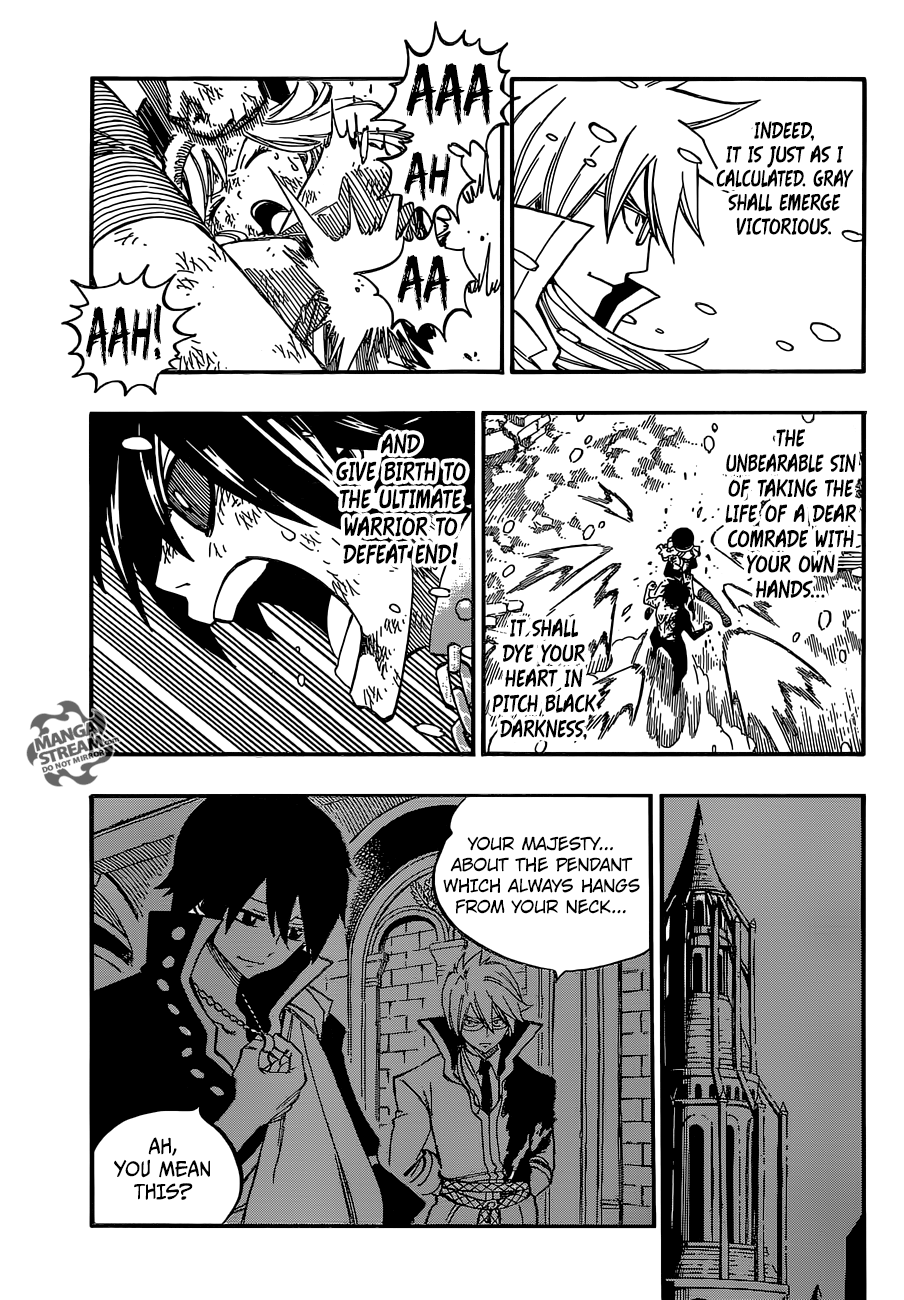 INDEED,
IT IS JUST AS I
CALCULATED. GRAY
SHALL EMERGE
VICTORIOUS.
AAA
AH
AA
AAH!
THE
UNBEARABLE SIN
OF TAKING THE
LIFE OF A DEAR
COMRADE WITH
YOUR OWN
HANDS...
IT SHALL
DYE YOUR
HEART IN
PITCH BLACK
DARKNESS,
AND
GIVE BIRTH TO
THE ULTIMATE
WARRIOR TO
DEFEAT END!
MANGA
STREAM
DO NOT MIRROR
YOUR MAJESTY...
ABOUT THE PENDANT
WHICH ALWAYS HANGS
FROM YOUR NECK...
AH,
YOU MEAN
THIS?